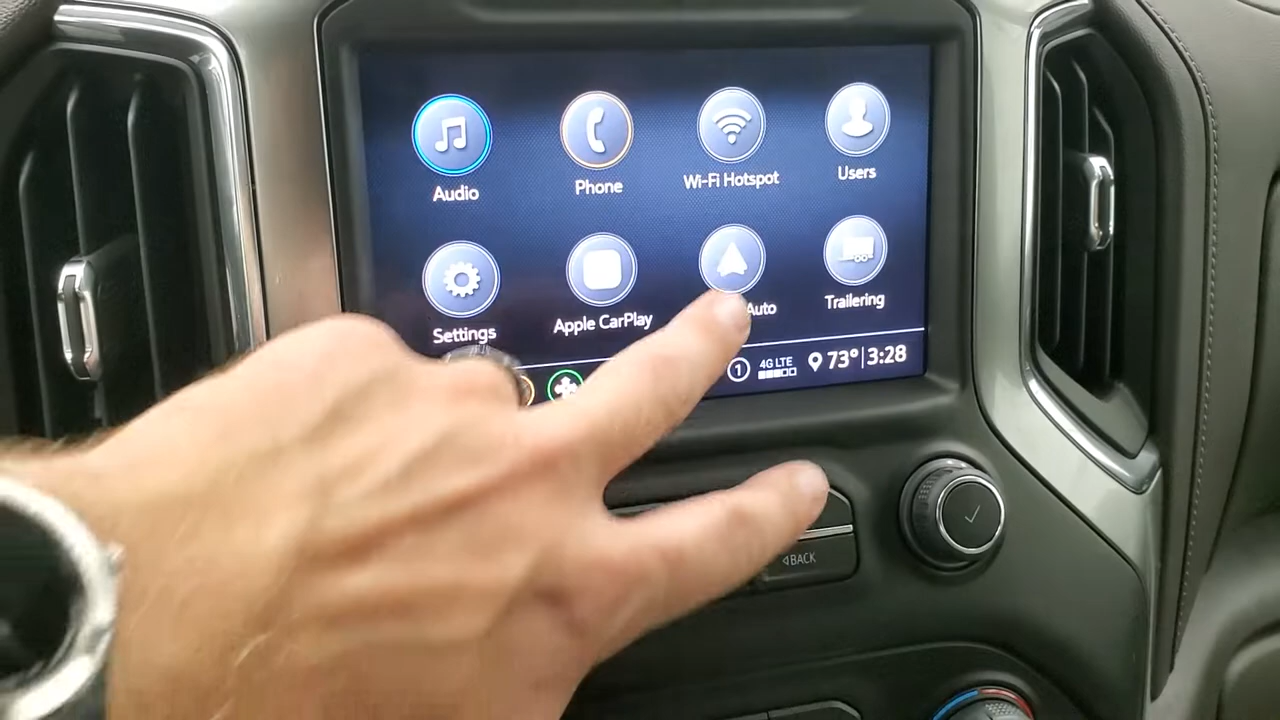 Audio
Phone
Wi-Fi Hotspot
Users
Settings
Apple CarPlay
Auto
Trailering
1
4G LTE
73° 3:28
BACK